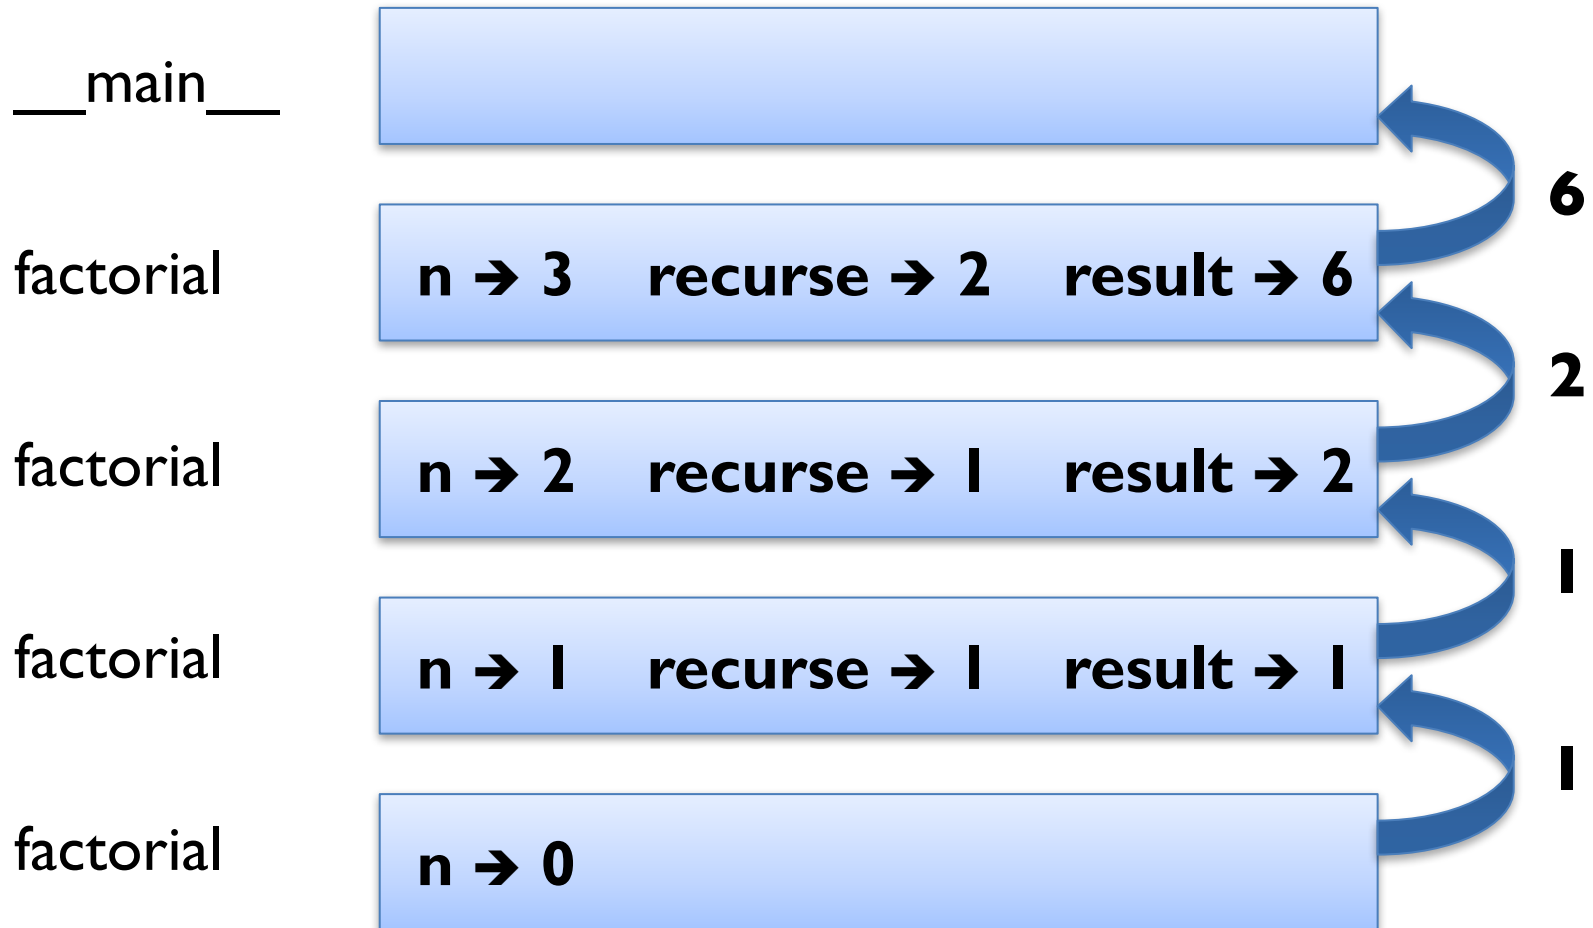 __main__
6
factorial n → 3 recurse → 2 result → 6
2
factorial n → 2 recurse → 1 result → 2
1
factorial n → 1 recurse → 1 result → 1
1
factorial n → 0